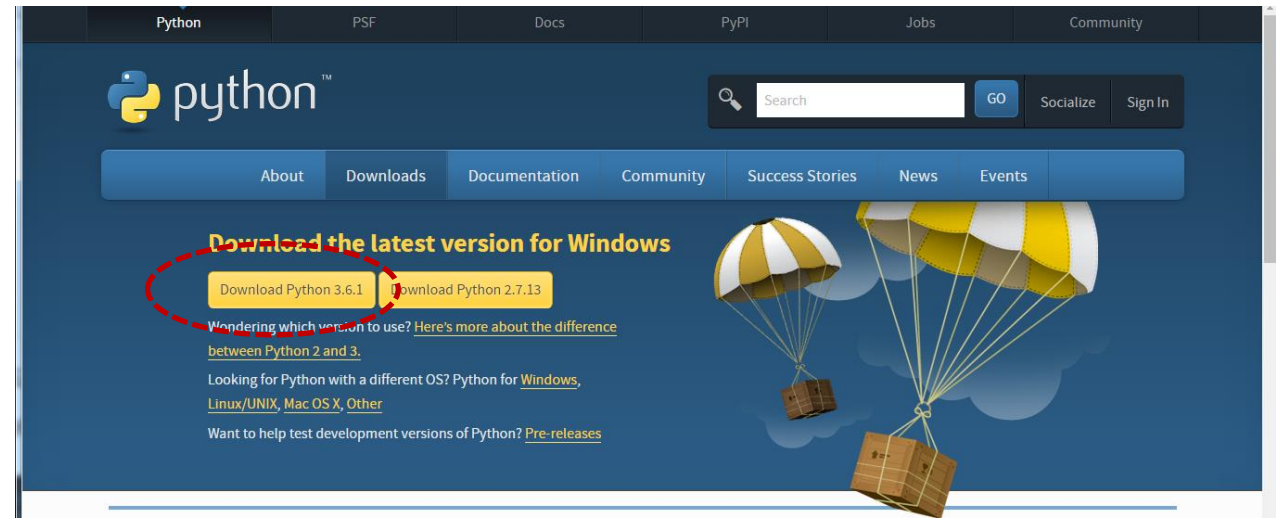 Python PSF Docs PyPI Jobs Community
python™
Search GO Socialize Sign In
About Downloads Documentation Community Success Stories News Events
Download the latest version for Windows
Download Python 3.6.1 Download Python 2.7.13
Wondering which version to use? Here's more about the difference
between Python 2 and 3.
Looking for Python with a different OS? Python for Windows,
Linux/UNIX, Mac OS X, Other
Want to help test development versions of Python? Pre-releases